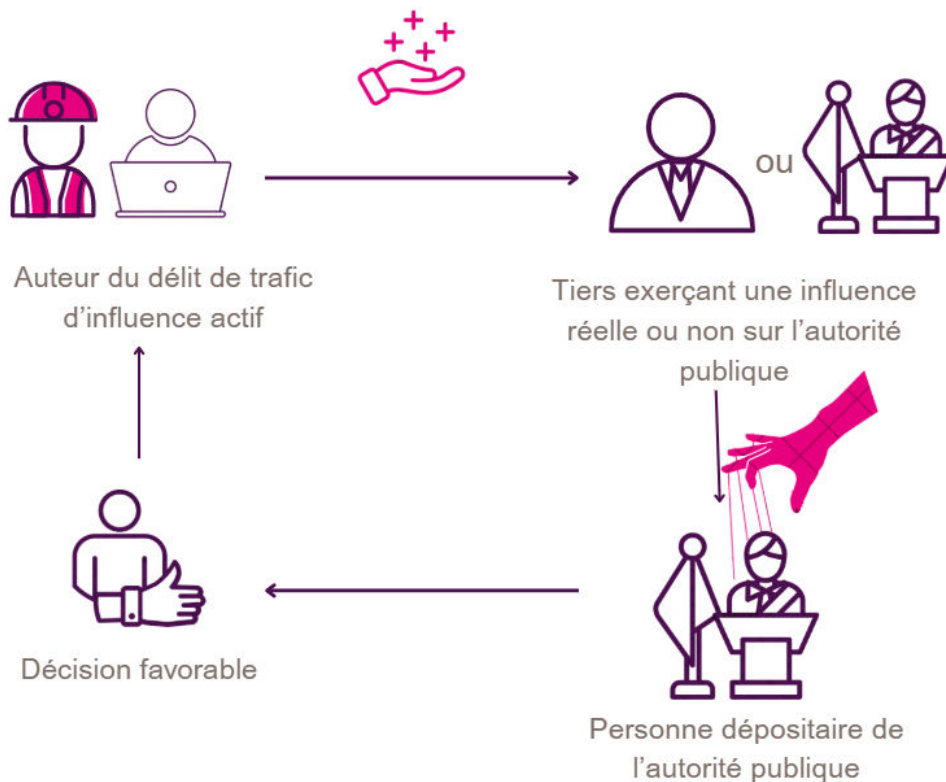 ou
Auteur du délit de trafic
d’influence actif
Tiers exerçant une influence
réelle ou non sur l’autorité
publique
Décision favorable
Personne dépositaire de
l’autorité publique